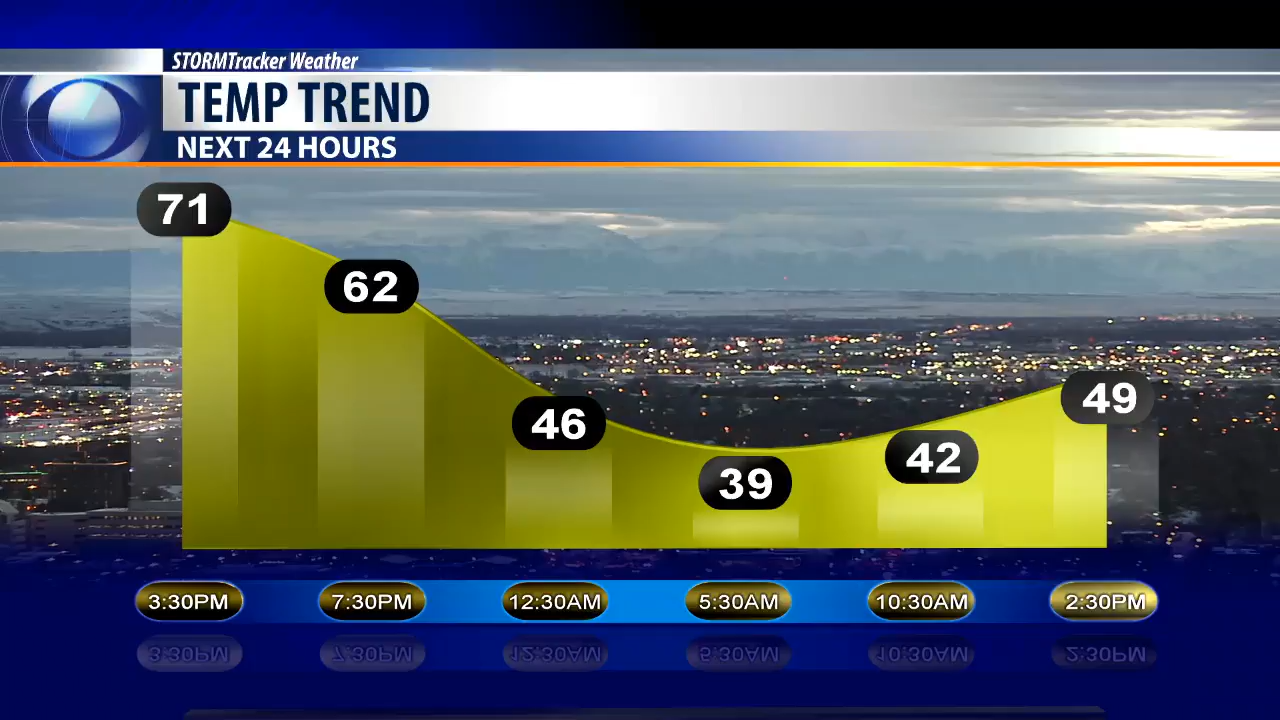 STORMTracker Weather
TEMP TREND
NEXT 24 HOURS
71
62
46
39
42
49
3:30PM 7:30PM 12:30AM 5:30AM 10:30AM 2:30PM